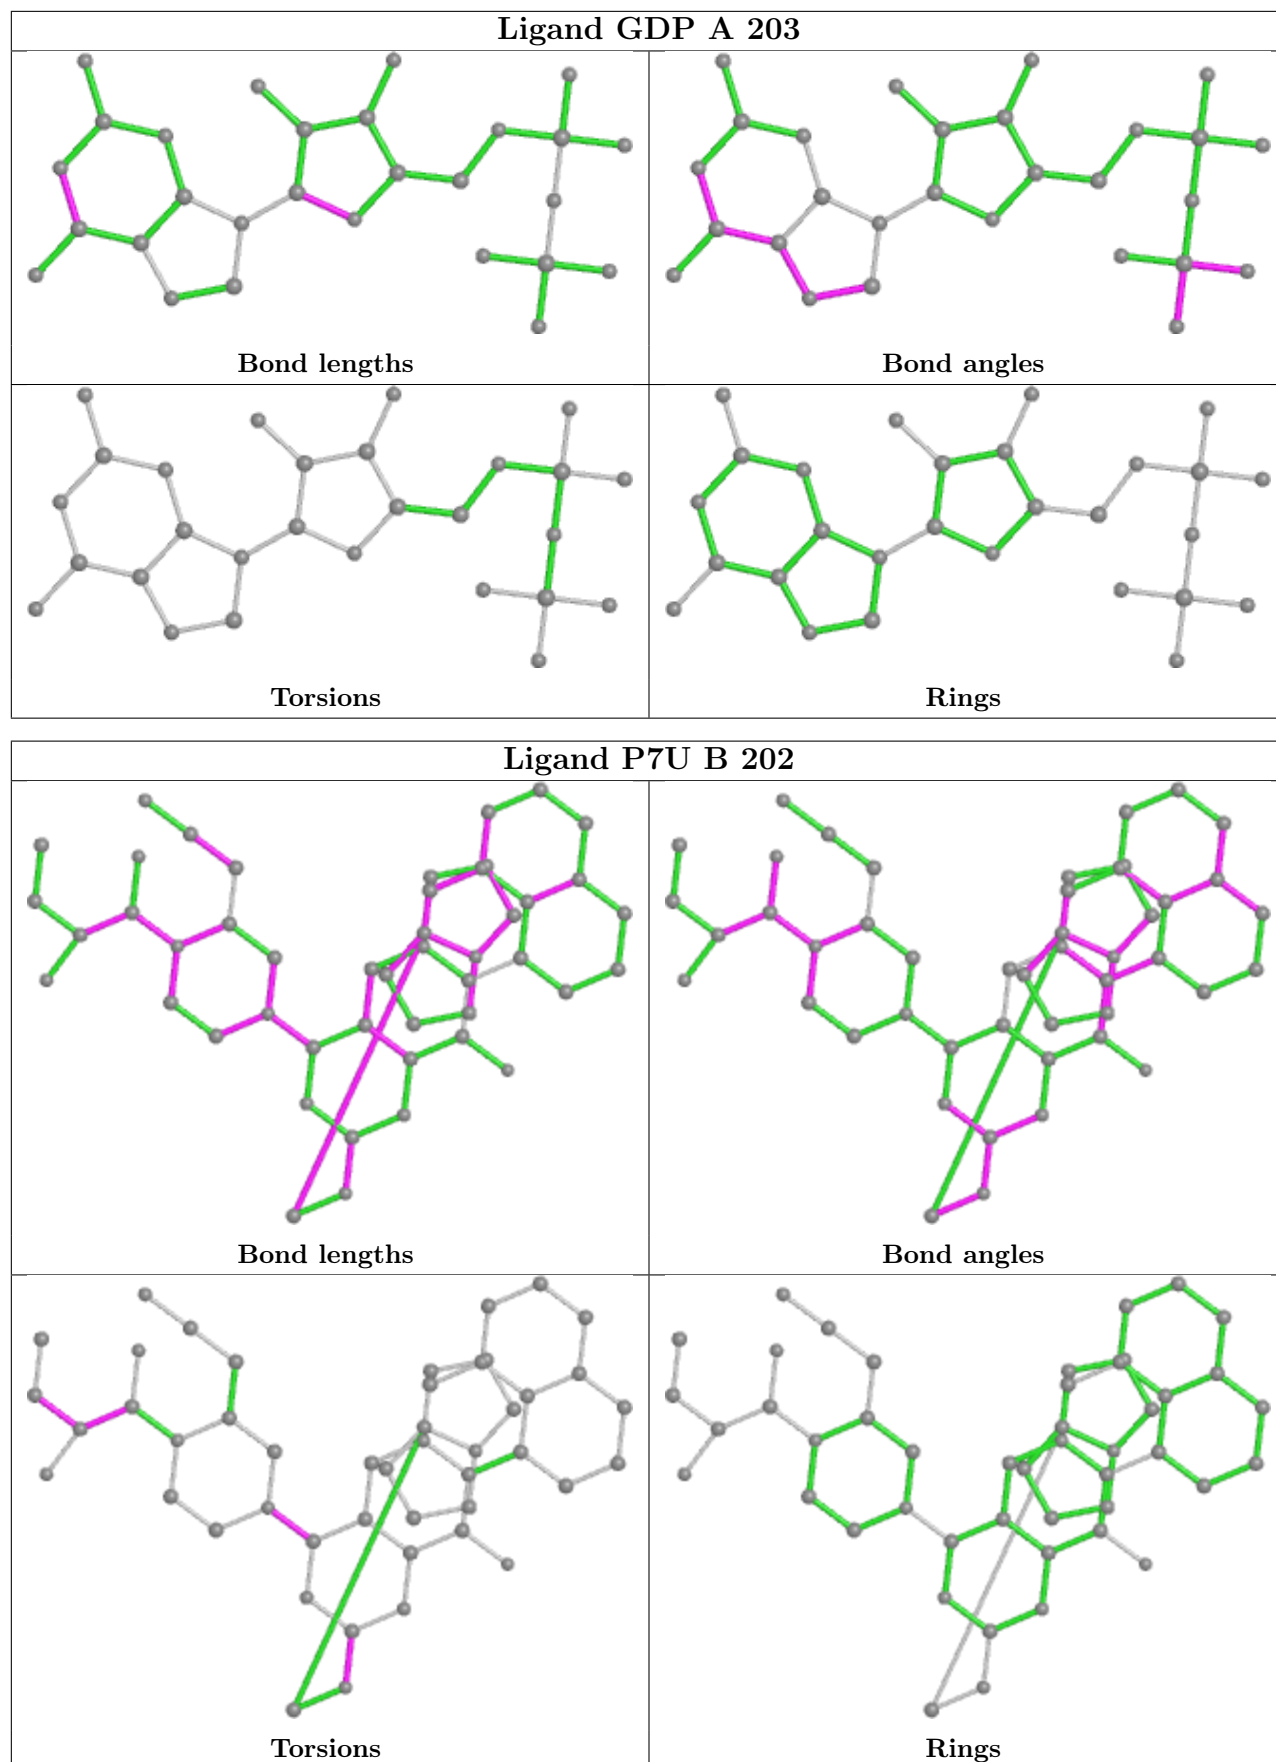 Ligand GDP A 203
Bond lengths
Bond angles
Torsions
Rings
Ligand P7U B 202
Bond lengths
Bond angles
Torsions
Rings